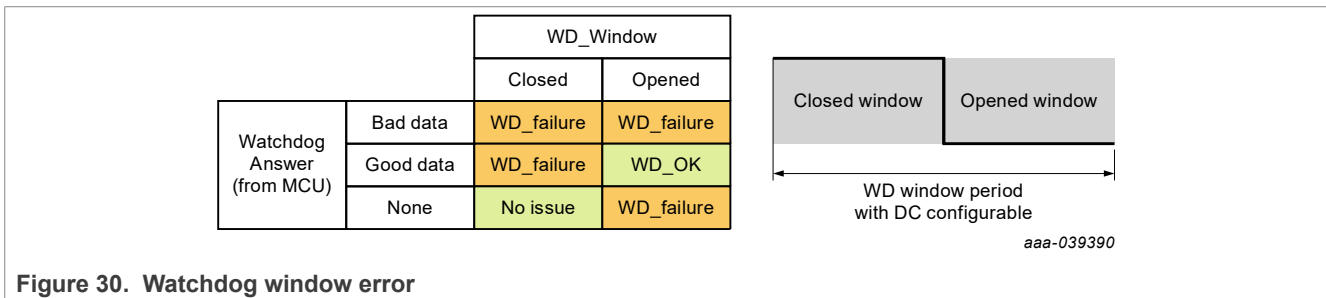 WD_Window
Closed Opened
Watchdog
Answer
(from MCU)
Bad data WD_failure WD_failure
Good data WD_failure WD_OK
None No issue WD_failure
Closed window Opened window
WD window period
with DC configurable
aaa-039390
Figure 30. Watchdog window error